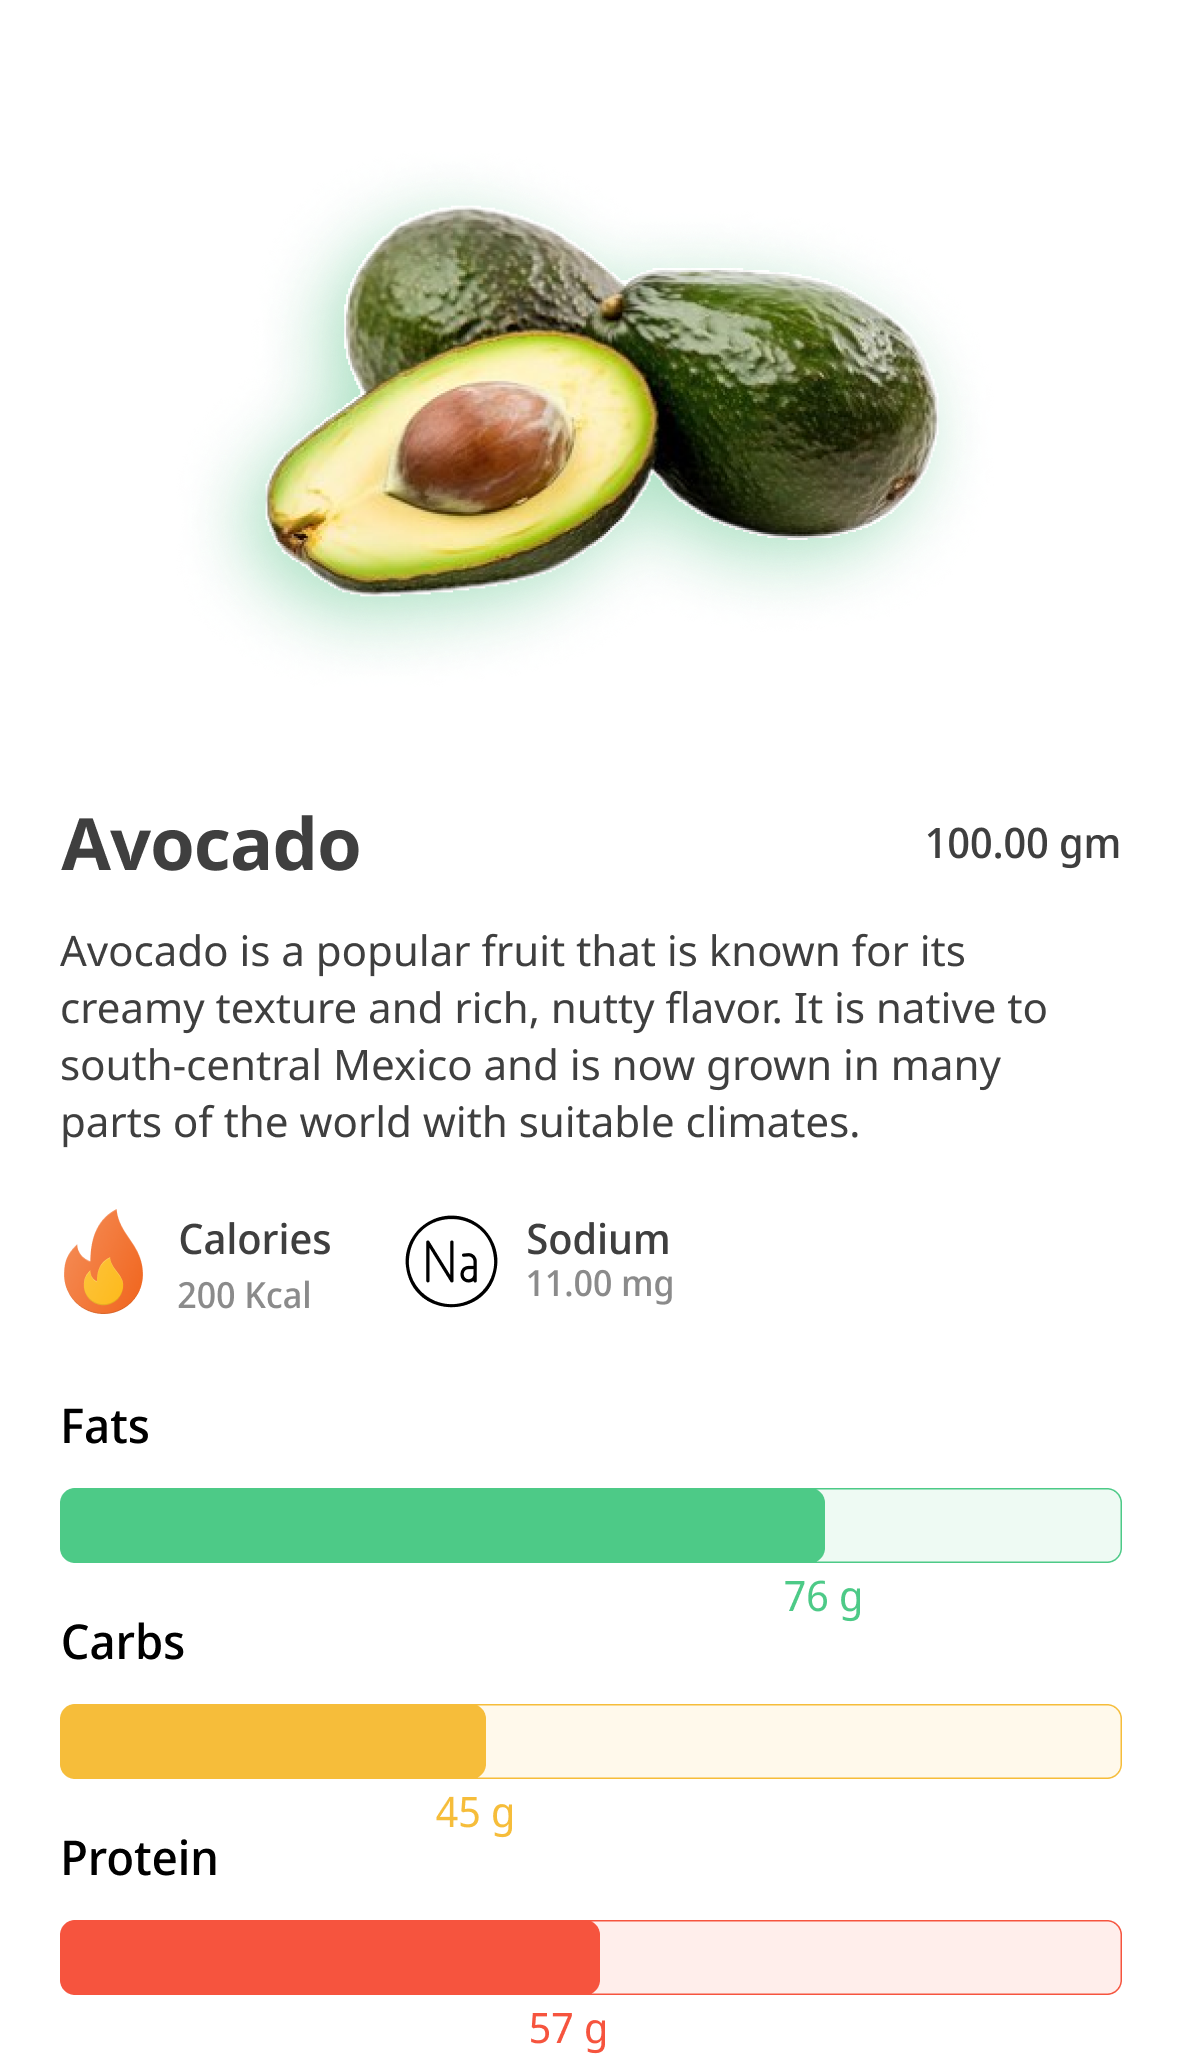 Avocado
100.00 gm
Avocado is a popular fruit that is known for its
creamy texture and rich, nutty flavor. It is native to
south-central Mexico and is now grown in many
parts of the world with suitable climates.
Calories
200 Kcal
Na
Sodium
11.00 mg
Fats
76 g
Carbs
45 g
Protein
57 g